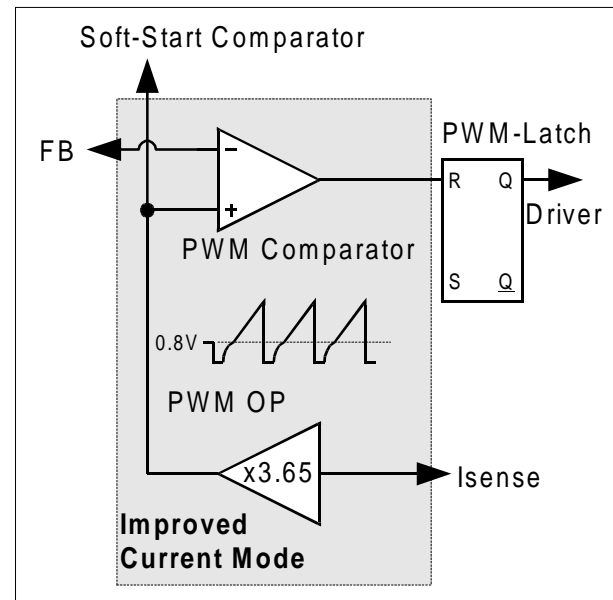 Soft-Start Comparator
FB
PWM-Latch
R Q
Driver
S Q
−
+
PWM Comparator
0.8V
PWM OP
x3.65
Isense
Improved
Current Mode